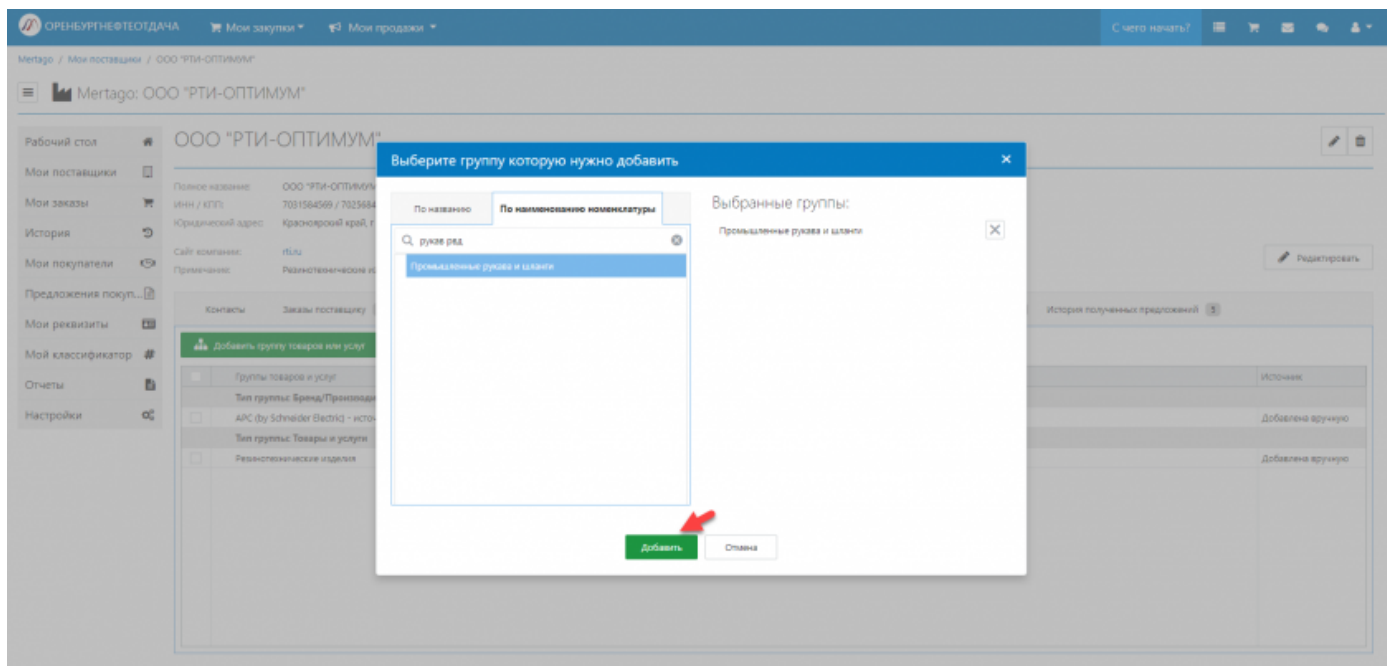 ОРЕНБУРГНЕФТЕОТДАЧА
Мои закупки
Мои продажи
С чего начать?
Mertago / Мои поставщики / ООО "РТИ-ОПТИМУМ"
Mertago: ООО "РТИ-ОПТИМУМ"
Рабочий стол
Мои поставщики
Мои заказы
История
Мои покупатели
Предложения покуп...
Мои реквизиты
Мой классификатор
Отчеты
Настройки
ООО "РТИ-ОПТИМУМ"
Полное название: ООО "РТИ-ОПТИМУМ
ИНН / КПП: 7031584569 / 7025684
Юридический адрес: Красноярский край, г
Сайт компании: rti.ru
Примечание: Резинотехнические
Редактировать
Контакты
Заказы поставщику
История полученных предложений 5
Добавить группу товаров или услуг
Группы товаров и услуг
Источник
Тип группы: Бренд/Производи
APC (by Schneider Electric) - источ
Добавлена вручную
Тип группы: Товары и услуги
Резинотехнические изделия
Добавлена вручную
Выберите группу которую нужно добавить
По названию
По наименованию номенклатуры
рукав ред
Промышленные рукава и шланги
Выбранные группы:
Промышленные рукава и шланги
Добавить
Отмена